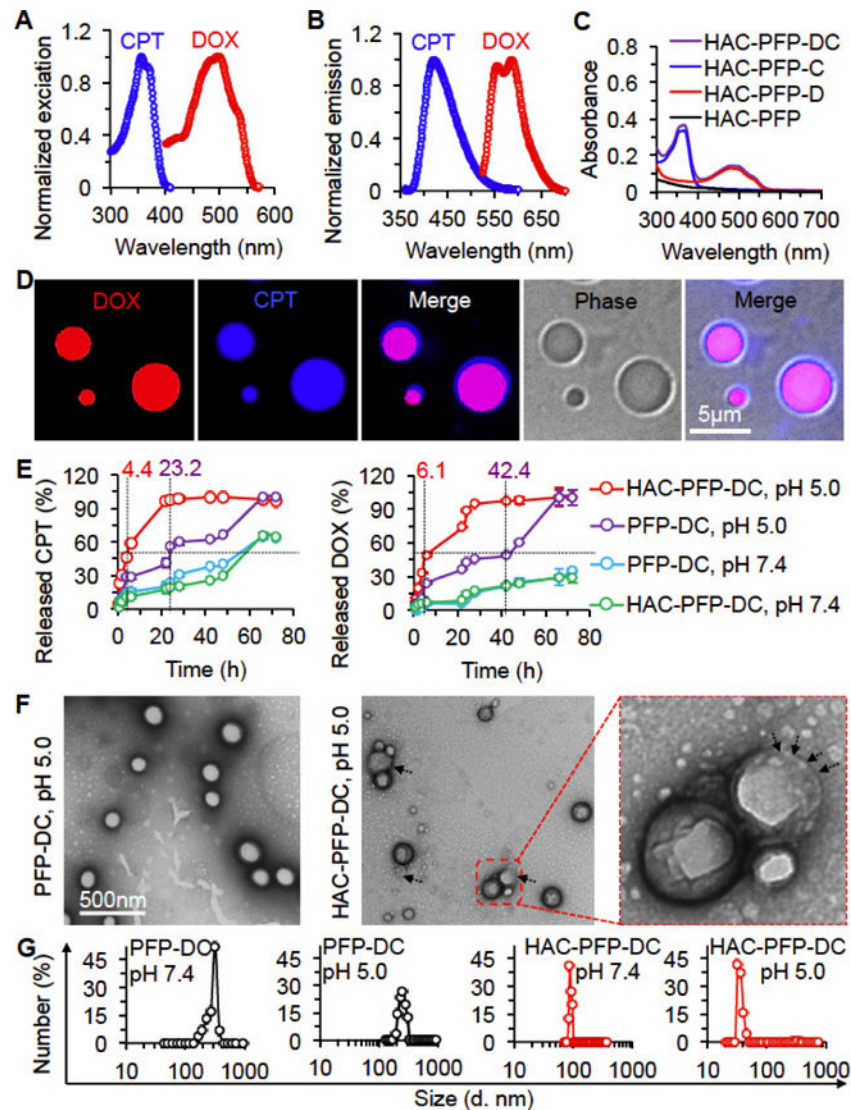 A
CPT DOX
Normalized exciation
1.2
0.8
0.4
0
300 400 500 600
Wavelength (nm)
B
CPT DOX
Normalized emission
1.2
0.8
0.4
0
350 450 550 650
Wavelength (nm)
C
HAC-PFP-DC
HAC-PFP-C
HAC-PFP-D
HAC-PFP
Absorbance
0.8
0.6
0.4
0.2
0
300 400 500 600 700
Wavelength (nm)
D
DOX
CPT
Merge
Phase
Merge
5µm
E
4.4 23.2
Released CPT (%)
120
90
60
30
0
0 20 40 60 80
Time (h)
6.1 42.4
Released DOX (%)
120
90
60
30
0
0 20 40 60 80
Time (h)
HAC-PFP-DC, pH 5.0
PFP-DC, pH 5.0
PFP-DC, pH 7.4
HAC-PFP-DC, pH 7.4
F
PFP-DC, pH 5.0
500nm
HAC-PFP-DC, pH 5.0
G
Number (%)
PFP-DC
pH 7.4
45
30
15
0
10 100 1000
PFP-DC
pH 5.0
45
30
15
0
10 100 1000
HAC-PFP-DC
pH 7.4
45
30
15
0
10 100 1000
HAC-PFP-DC
pH 5.0
45
30
15
0
10 100 1000
Size (d. nm)